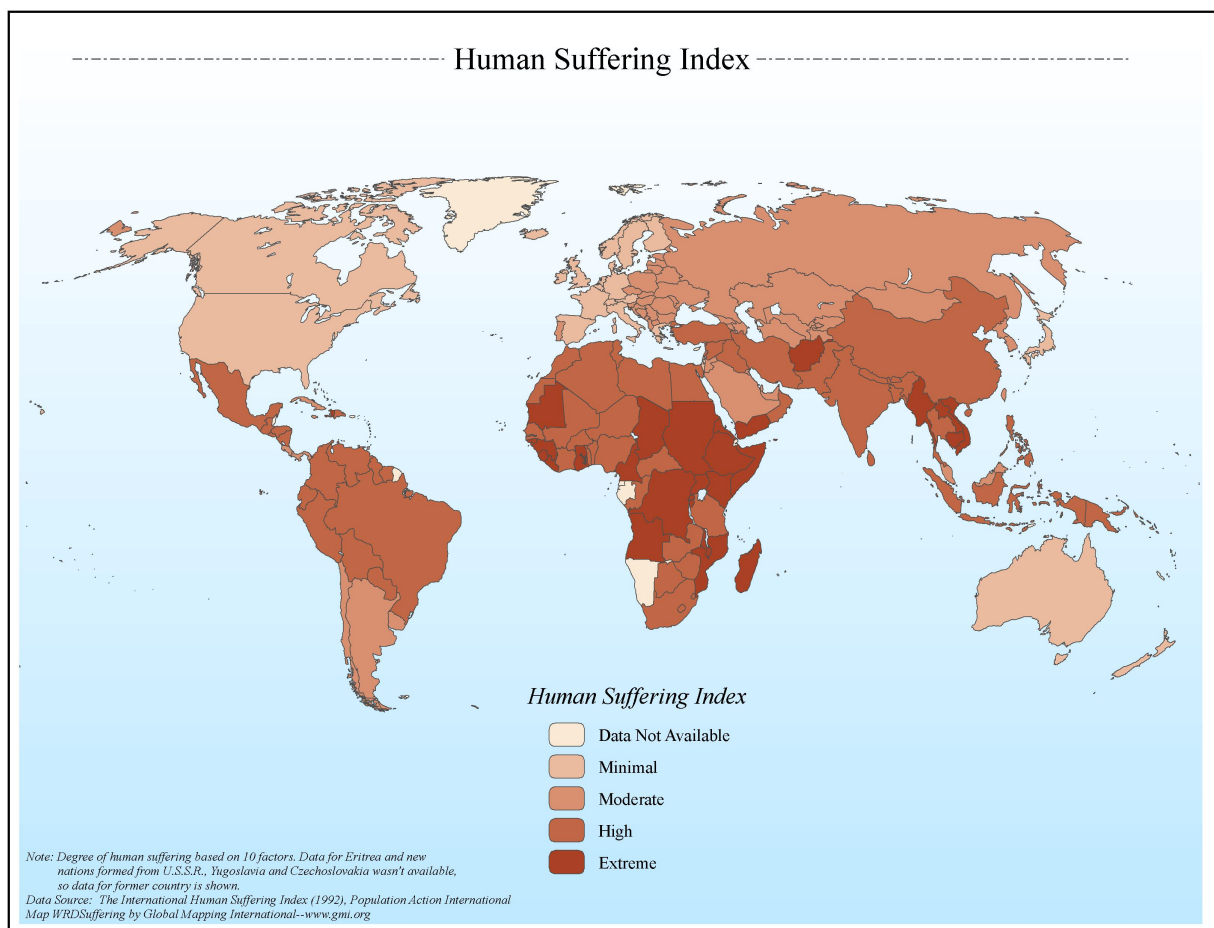 Human Suffering Index
Human Suffering Index
Data Not Available
Minimal
Moderate
High
Extreme
Note: Degree of human suffering based on 10 factors. Data for Eritrea and new
nations formed from U.S.S.R., Yugoslavia and Czechoslovakia wasn't available,
so data for former country is shown.
Data Source: The International Human Suffering Index (1992), Population Action International
Map WRDSuffering by Global Mapping International--www.gmi.org